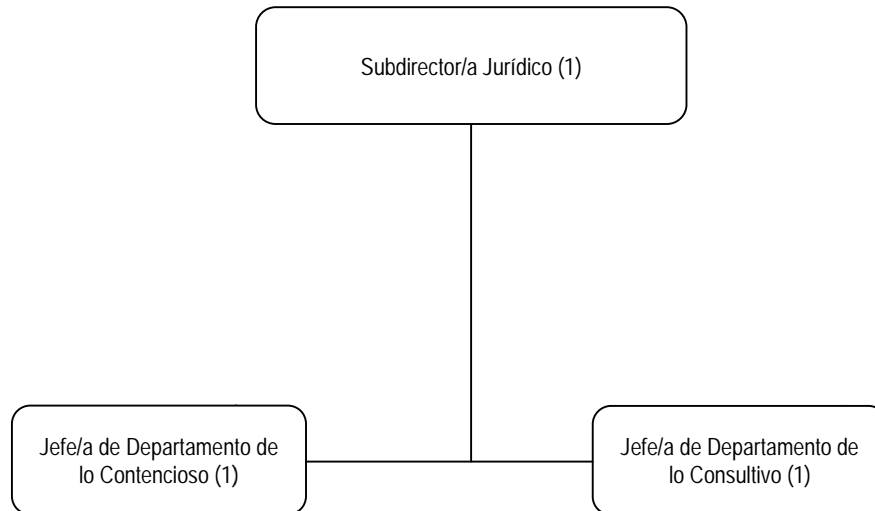 Subdirector/a Jurídico (1)
Jefe/a de Departamento de
lo Contencioso (1)
Jefe/a de Departamento de
lo Consultivo (1)